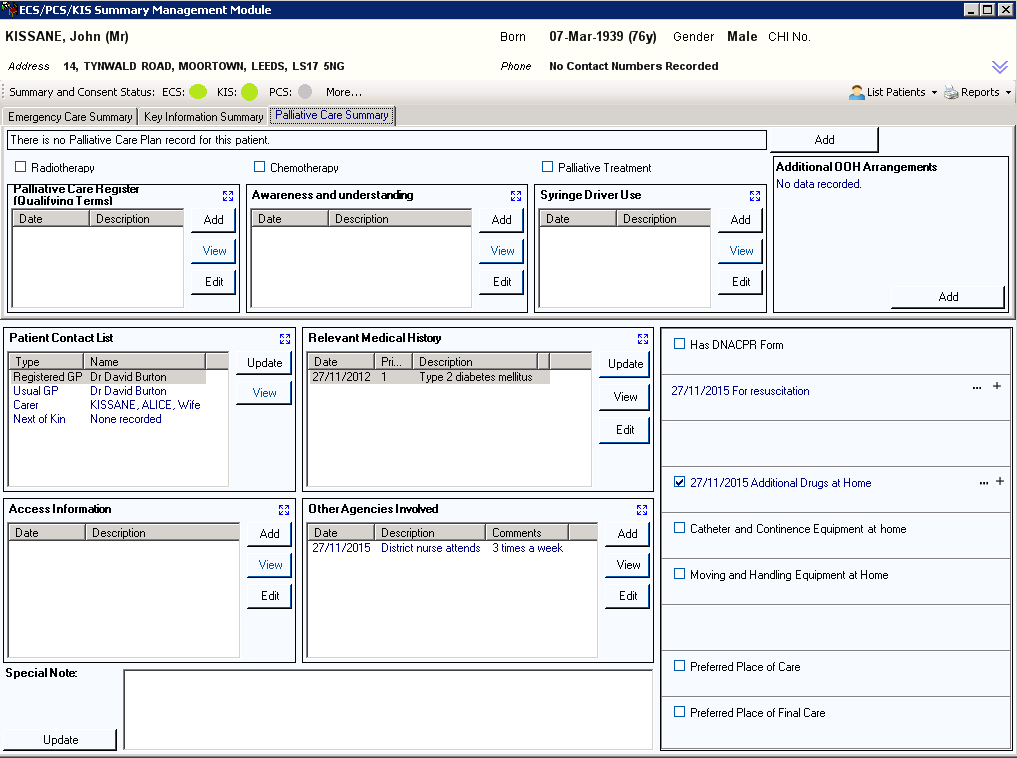 ECS/PCS/KIS Summary Management Module
KISSANE, John (Mr) Born 07-Mar-1939 (76y) Gender Male CHI No.
Address 14, TYNWALD ROAD, MOORTOWN, LEEDS, LS17 5NG Phone No Contact Numbers Recorded
Summary and Consent Status: ECS: KIS: PCS: More... List Patients Reports
Emergency Care Summary Key Information Summary Palliative Care Summary
There is no Palliative Care Plan record for this patient. Add
Radiotherapy Chemotherapy Palliative Treatment
Additional OOH Arrangements
No data recorded.
Add
Palliative Care Register
(Qualifying Terms)
Date Description Add
View
Edit
Awareness and understanding
Date Description Add
View
Edit
Syringe Driver Use
Date Description Add
View
Edit
Patient Contact List
Type Name Update
Registered GP Dr David Burton
Usual GP Dr David Burton View
Carer KISSANE, ALICE, Wife
Next of Kin None recorded
Relevant Medical History
Date Pri... Description Update
27/11/2012 1 Type 2 diabetes mellitus
View
Edit
Has DNACPR Form
27/11/2015 For resuscitation ... +
27/11/2015 Additional Drugs at Home ... +
Catheter and Continence Equipment at home
Moving and Handling Equipment at Home
Preferred Place of Care
Preferred Place of Final Care
Access Information
Date Description Add
View
Edit
Other Agencies Involved
Date Description Comments Add
27/11/2015 District nurse attends 3 times a week
View
Edit
Special Note:
Update